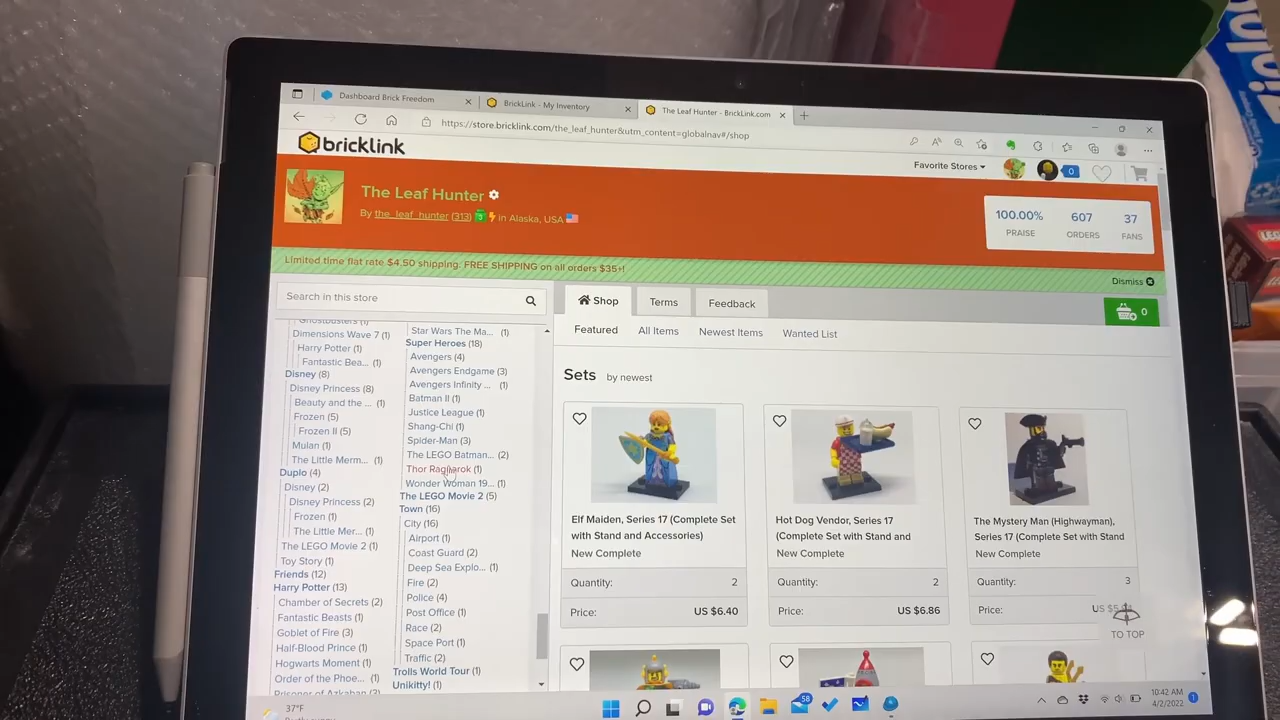 Dashboard Brick Freedom
BrickLink - My Inventory
The Leaf Hunter - BrickLink.com
https://store.bricklink.com/the_leaf_hunter&utm_content=globalnav#/shop
bricklink
Favorite Stores
0
The Leaf Hunter
By the_leaf_hunter (313) in Alaska, USA
100.00%
PRAISE
607
ORDERS
37
FANS
Limited time flat rate $4.50 shipping. FREE SHIPPING on all orders $35+!
Dismiss
Search in this store
Shop
Terms
Feedback
0
Featured
All Items
Newest Items
Wanted List
Ghostbusters (1)
Dimensions Wave 7 (1)
Harry Potter (1)
Fantastic Bea... (1)
Disney (8)
Disney Princess (8)
Beauty and the ... (1)
Frozen (5)
Frozen II (5)
Mulan (1)
The Little Merm... (1)
Duplo (4)
Disney (2)
Disney Princess (2)
Frozen (1)
The Little Mer... (1)
The LEGO Movie 2 (1)
Toy Story (1)
Friends (12)
Harry Potter (13)
Chamber of Secrets (2)
Fantastic Beasts (1)
Goblet of Fire (3)
Half-Blood Prince (1)
Hogwarts Moment (1)
Order of the Phoe... (1)
Prisoner of Azkaban
Star Wars The Ma... (1)
Super Heroes (18)
Avengers (4)
Avengers Endgame (3)
Avengers Infinity ... (1)
Batman II (1)
Justice League (1)
Shang-Chi (1)
Spider-Man (3)
The LEGO Batman... (2)
Thor Ragnarok (1)
Wonder Woman 19... (1)
The LEGO Movie 2 (5)
Town (16)
City (16)
Airport (1)
Coast Guard (2)
Deep Sea Explo... (1)
Fire (2)
Police (4)
Post Office (1)
Race (2)
Space Port (1)
Traffic (2)
Trolls World Tour (1)
Unikitty! (1)
Sets by newest
Elf Maiden, Series 17 (Complete Set
with Stand and Accessories)
New Complete
Quantity: 2
Price: US $6.40
Hot Dog Vendor, Series 17
(Complete Set with Stand and
New Complete
Quantity: 2
Price: US $6.86
The Mystery Man (Highwayman),
Series 17 (Complete Set with Stand
New Complete
Quantity: 3
Price:
TO TOP
37°F
58
10:42 AM
4/2/2022
1